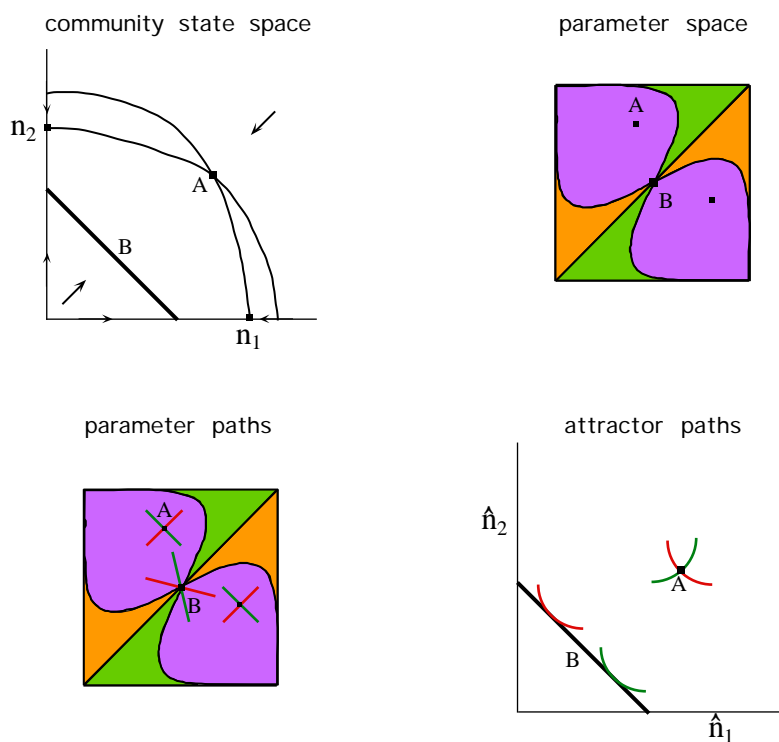 community state space
n2
A
B
n1
parameter space
A
B
parameter paths
A
B
attractor paths
n̂2
A
B
n̂1